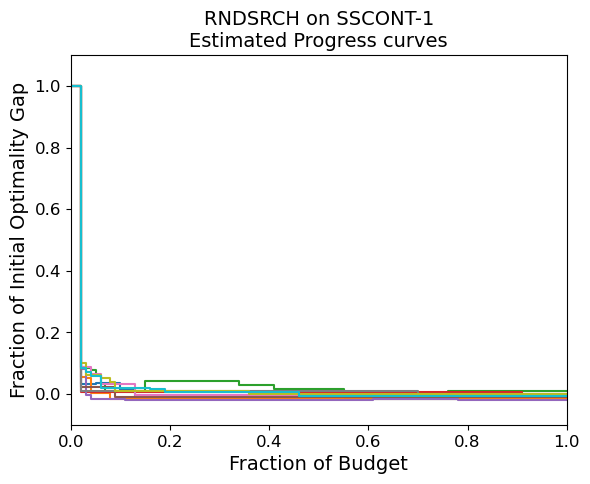 RNDSRCH on SSCONT-1
Estimated Progress curves
Fraction of Initial Optimality Gap
1.0
0.8
0.6
0.4
0.2
0.0
0.0 0.2 0.4 0.6 0.8 1.0
Fraction of Budget